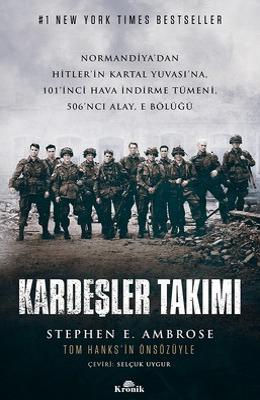 #1 NEW YORK TIMES BESTSELLER
NORMANDİYA'DAN
HİTLER'İN KARTAL YUVASI'NA,
101'İNCİ HAVA İNDİRME TÜMENİ,
506'NCI ALAY, E BÖLÜĞÜ
KARDEŞLER TAKIMI
STEPHEN E. AMBROSE
TOM HANKS'İN ÖNSÖZÜYLE
ÇEVİRİ: SELÇUK UYGUR
Kronik